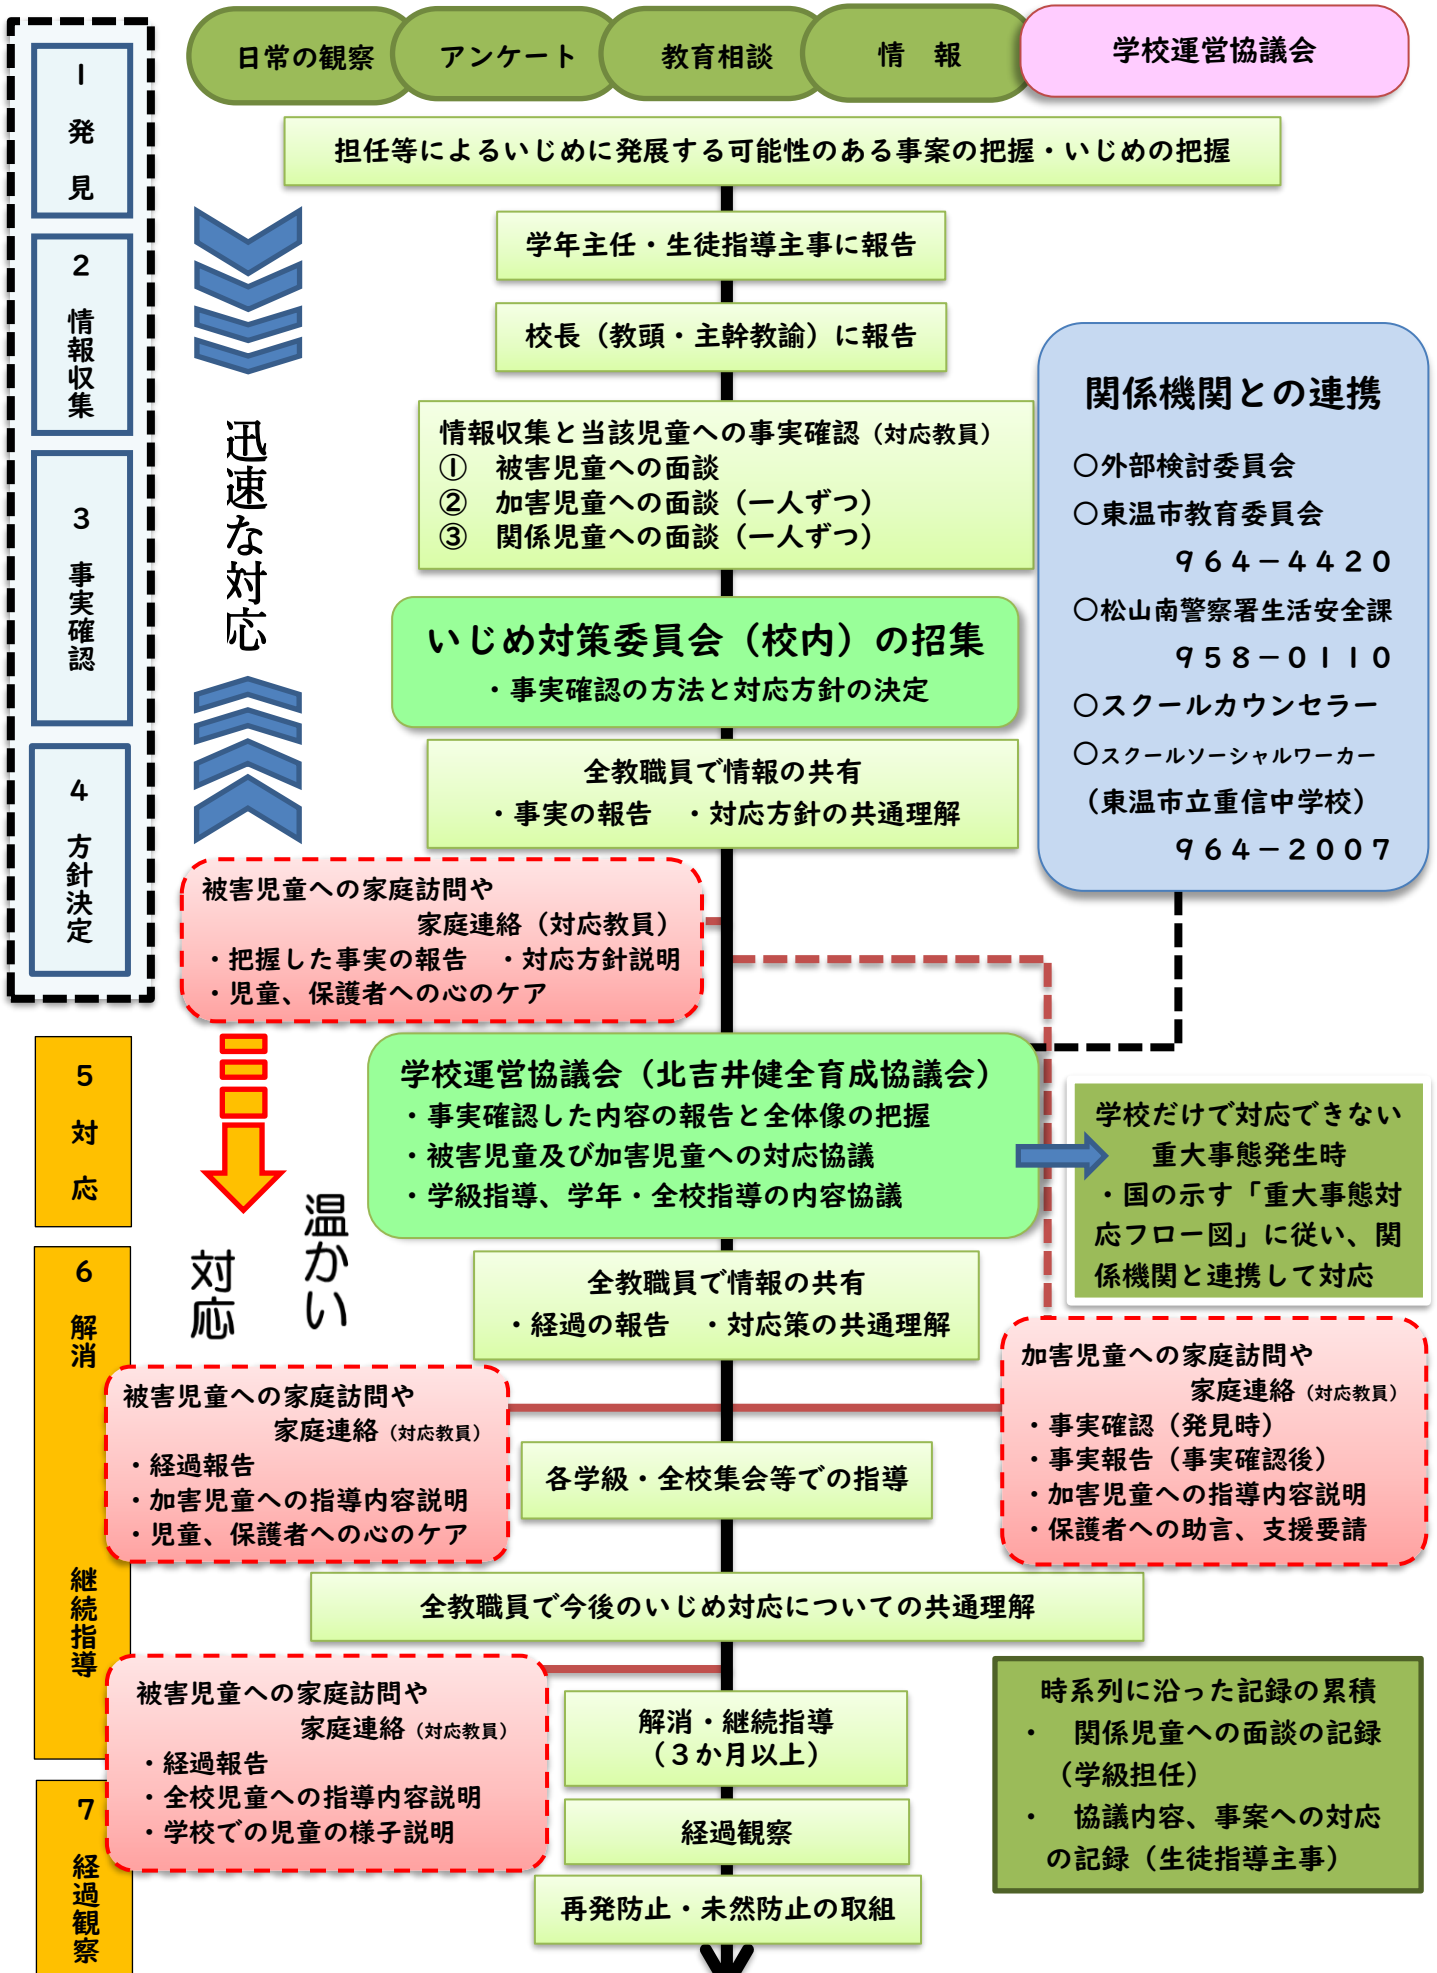 日常の観察
アンケート
教育相談
情　報
学校運営協議会
担任等によるいじめに発展する可能性のある事案の把握・いじめの把握
学年主任・生徒指導主事に報告
校長（教頭・主幹教諭）に報告
情報収集と当該児童への事実確認（対応教員）
①　被害児童への面談
②　加害児童への面談（一人ずつ）
③　関係児童への面談（一人ずつ）
いじめ対策委員会（校内）の招集
・事実確認の方法と対応方針の決定
全教職員で情報の共有
・事実の報告　・対応方針の共通理解
1　発　見
2　情報収集
3　事実確認
4　方針決定
迅速な対応
関係機関との連携
○外部検討委員会
○東温市教育委員会
９６４－４４２０
○松山南警察署生活安全課
９５８－０１１０
○スクールカウンセラー
○スクールソーシャルワーカー
（東温市立重信中学校）
９６４－２００７
被害児童への家庭訪問や
家庭連絡（対応教員）
・把握した事実の報告　・対応方針説明
・児童、保護者への心のケア
5　対　応
6　解消　継続指導
7　経過観察
温かい
対応
学校運営協議会（北吉井健全育成協議会）
・事実確認した内容の報告と全体像の把握
・被害児童及び加害児童への対応協議
・学級指導、学年・全校指導の内容協議
学校だけで対応できない
重大事態発生時
・国の示す「重大事態対
応フロー図」に従い、関
係機関と連携して対応
全教職員で情報の共有
・経過の報告　・対応策の共通理解
被害児童への家庭訪問や
家庭連絡（対応教員）
・経過報告
・加害児童への指導内容説明
・児童、保護者への心のケア
加害児童への家庭訪問や
家庭連絡（対応教員）
・事実確認（発見時）
・事実報告（事実確認後）
・加害児童への指導内容説明
・保護者への助言、支援要請
各学級・全校集会等での指導
全教職員で今後のいじめ対応についての共通理解
被害児童への家庭訪問や
家庭連絡（対応教員）
・経過報告
・全校児童への指導内容説明
・学校での児童の様子説明
解消・継続指導
（３か月以上）
経過観察
再発防止・未然防止の取組
時系列に沿った記録の累積
・　関係児童への面談の記録
（学級担任）
・　協議内容、事案への対応
の記録（生徒指導主事）